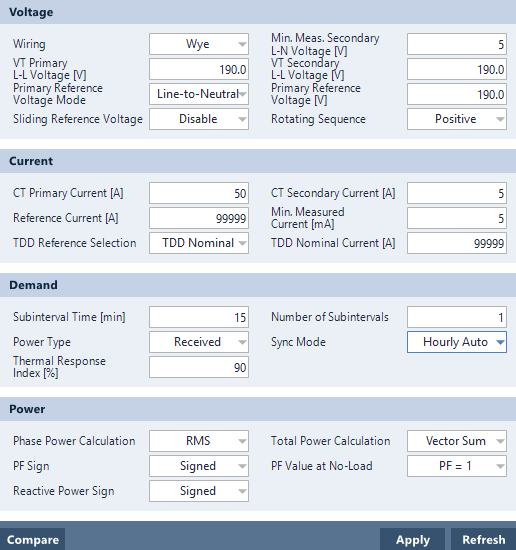 Voltage
Wiring Wye Min. Meas. Secondary L-N Voltage [V] 5
VT Primary L-L Voltage [V] 190.0 VT Secondary L-L Voltage [V] 190.0
Primary Reference Voltage Mode Line-to-Neutral Primary Reference Voltage [V] 190.0
Sliding Reference Voltage Disable Rotating Sequence Positive
Current
CT Primary Current [A] 50 CT Secondary Current [A] 5
Reference Current [A] 99999 Min. Measured Current [mA] 5
TDD Reference Selection TDD Nominal TDD Nominal Current [A] 99999
Demand
Subinterval Time [min] 15 Number of Subintervals 1
Power Type Received Sync Mode Hourly Auto
Thermal Response Index [%] 90
Power
Phase Power Calculation RMS Total Power Calculation Vector Sum
PF Sign Signed PF Value at No-Load PF = 1
Reactive Power Sign Signed
Compare Apply Refresh